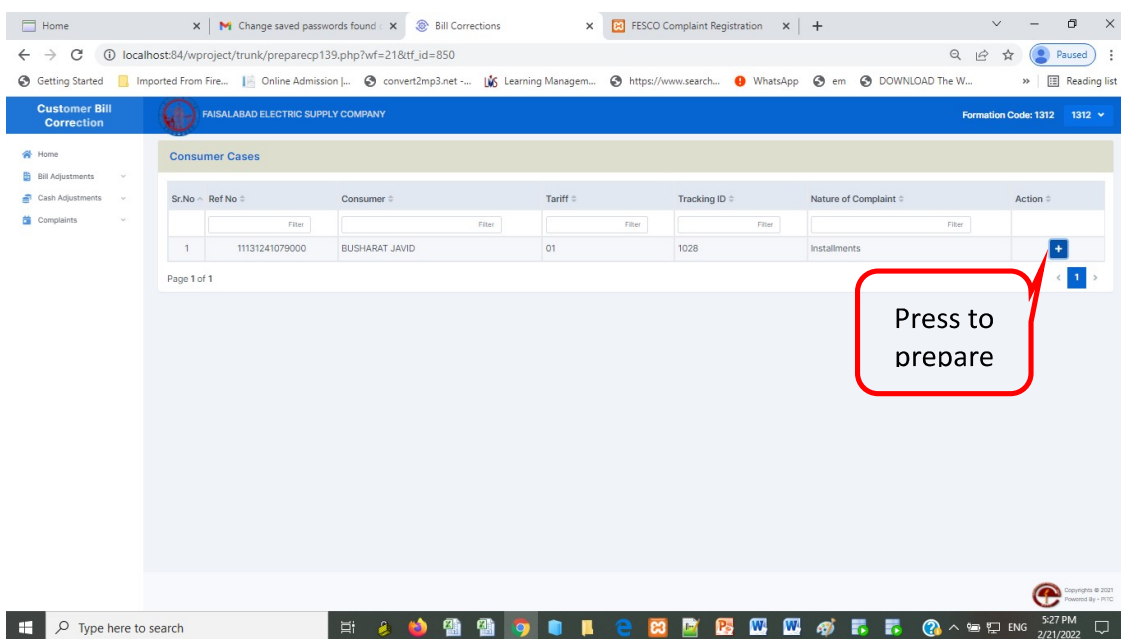 Home
Change saved passwords found
Bill Corrections
FESCO Complaint Registration
localhost:84/wproject/trunk/preparecp139.php?wf=21&tf_id=850
Paused
Getting Started
Imported From Fire...
Online Admission |...
convert2mp3.net -...
Learning Managem...
https://www.search...
WhatsApp
em
DOWNLOAD The W...
»
Reading list
Customer Bill
Correction
FAISALABAD ELECTRIC SUPPLY COMPANY
Formation Code: 1312 1312
Home
Bill Adjustments
Cash Adjustments
Complaints
Consumer Cases
Sr.No Ref No Consumer Tariff Tracking ID Nature of Complaint Action
Filter Filter Filter Filter Filter
1 11131241079000 BUSHARAT JAVID 01 1028 Installments +
Page 1 of 1
< 1 >
Press to
prepare
Copyrights @ 2021
Powered By - PITC
Type here to search
ENG
5:27 PM
2/21/2022